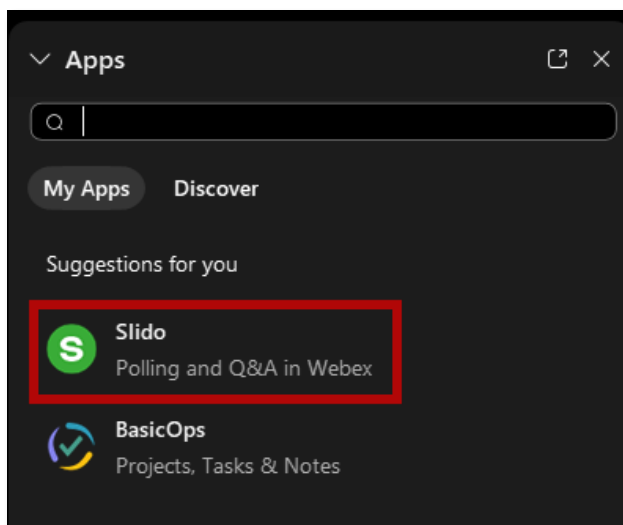 Apps
My Apps
Discover
Suggestions for you
S
Slido
Polling and Q&A in Webex
BasicOps
Projects, Tasks & Notes